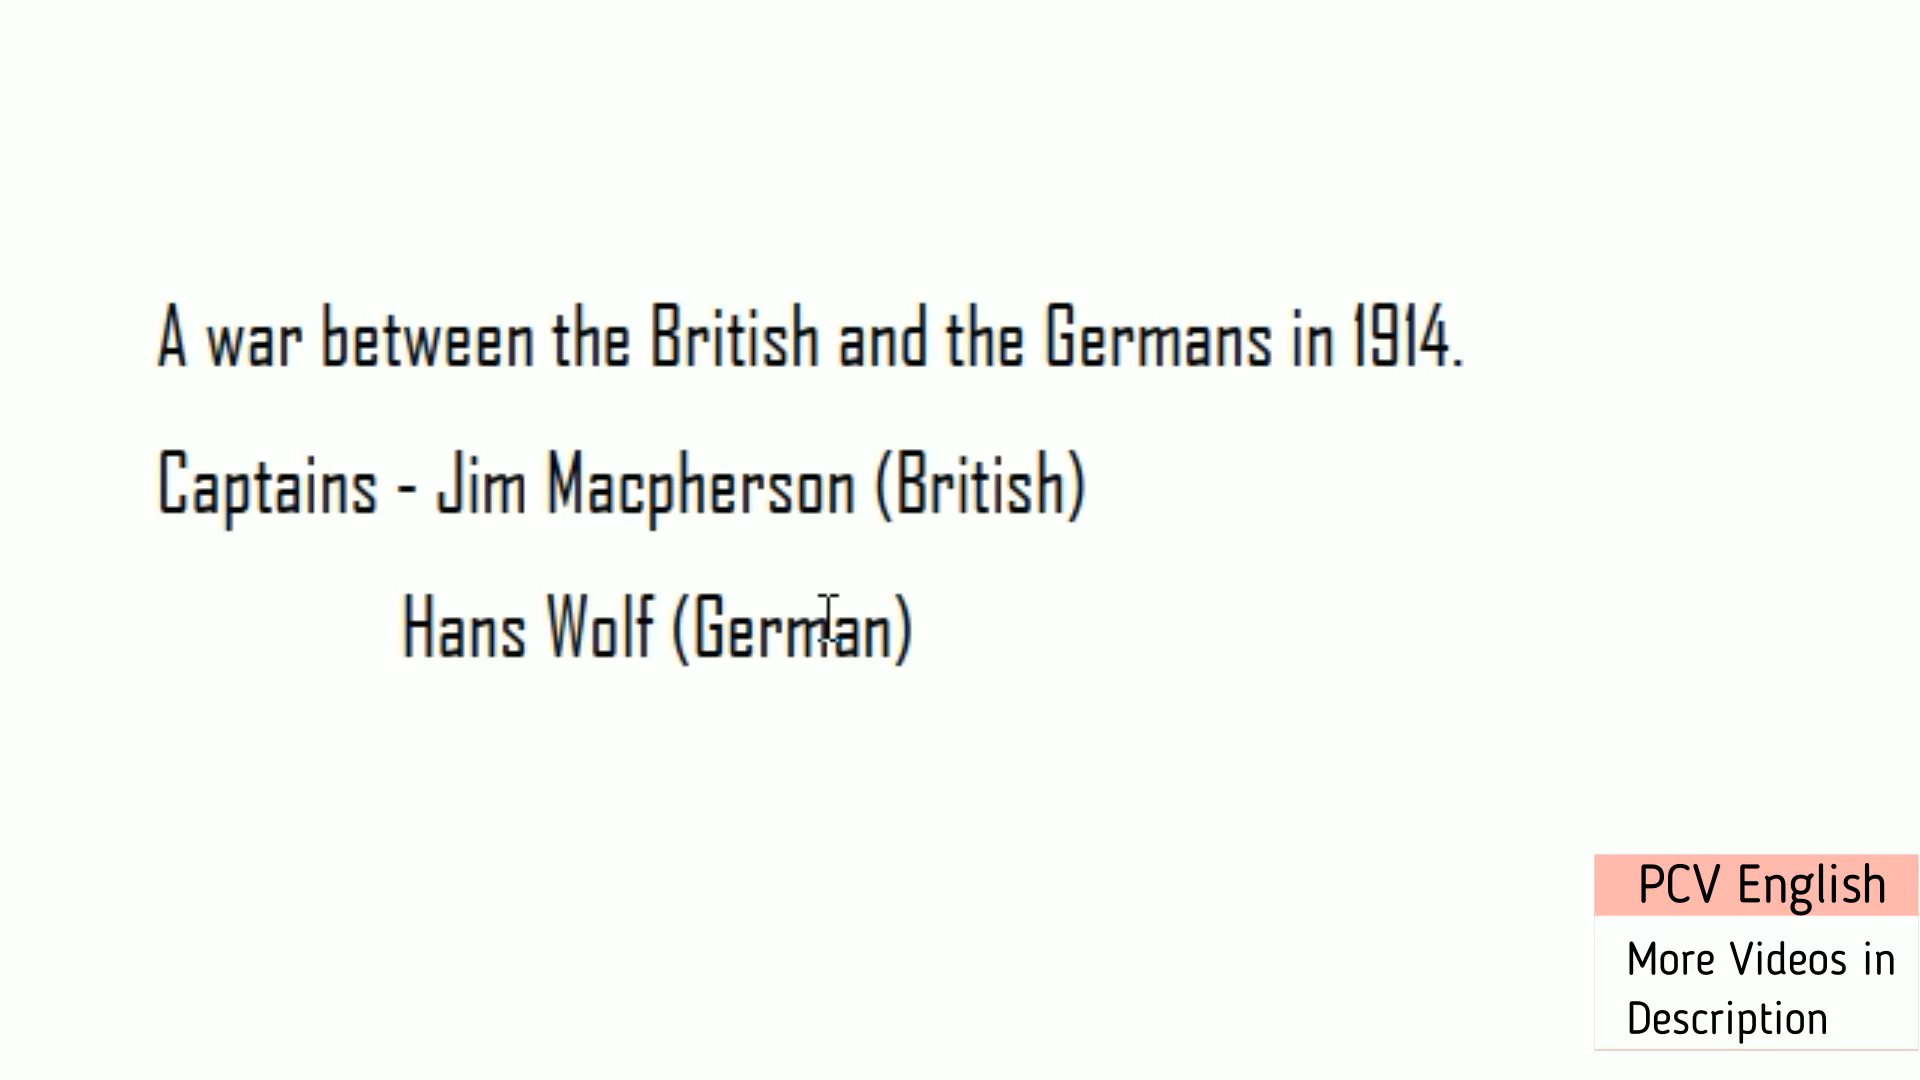 A war between the British and the Germans in 1914.
Captains - Jim Macpherson (British)
Hans Wolf (German)
PCV English
More Videos in
Description